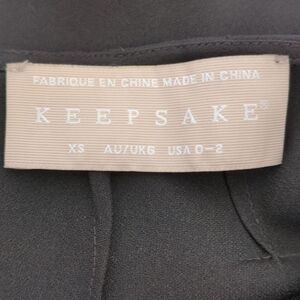 FABRIQUE EN CHINE MADE IN CHINA
KEEPSAKE®
XS AU/UK6 USA 0-2